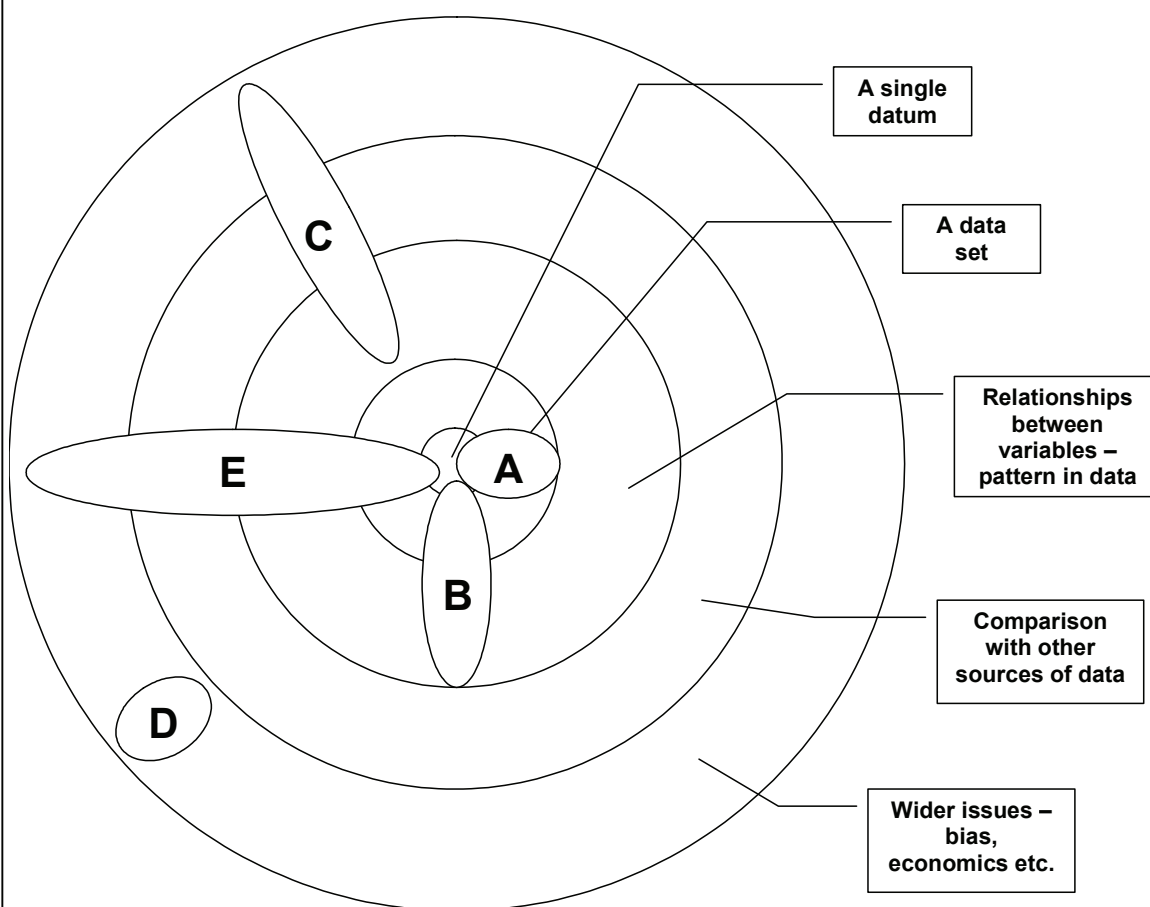 A single
datum
A data
set
C
Relationships
between
variables –
pattern in data
E
A
B
Comparison
with other
sources of data
D
Wider issues –
bias,
economics etc.